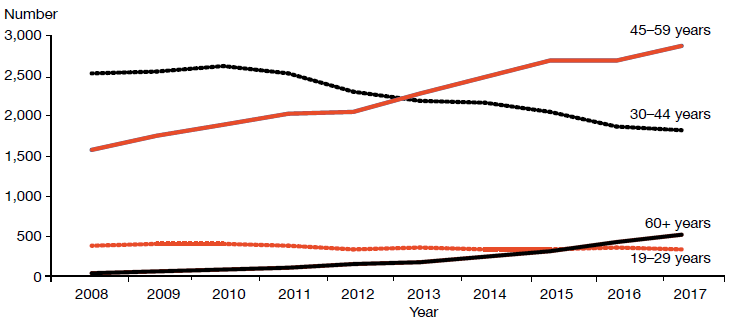 Number
3,000
45–59 years
2,500
2,000
30–44 years
1,500
1,000
60+ years
500
19–29 years
0
2008 2009 2010 2011 2012 2013 2014 2015 2016 2017
Year